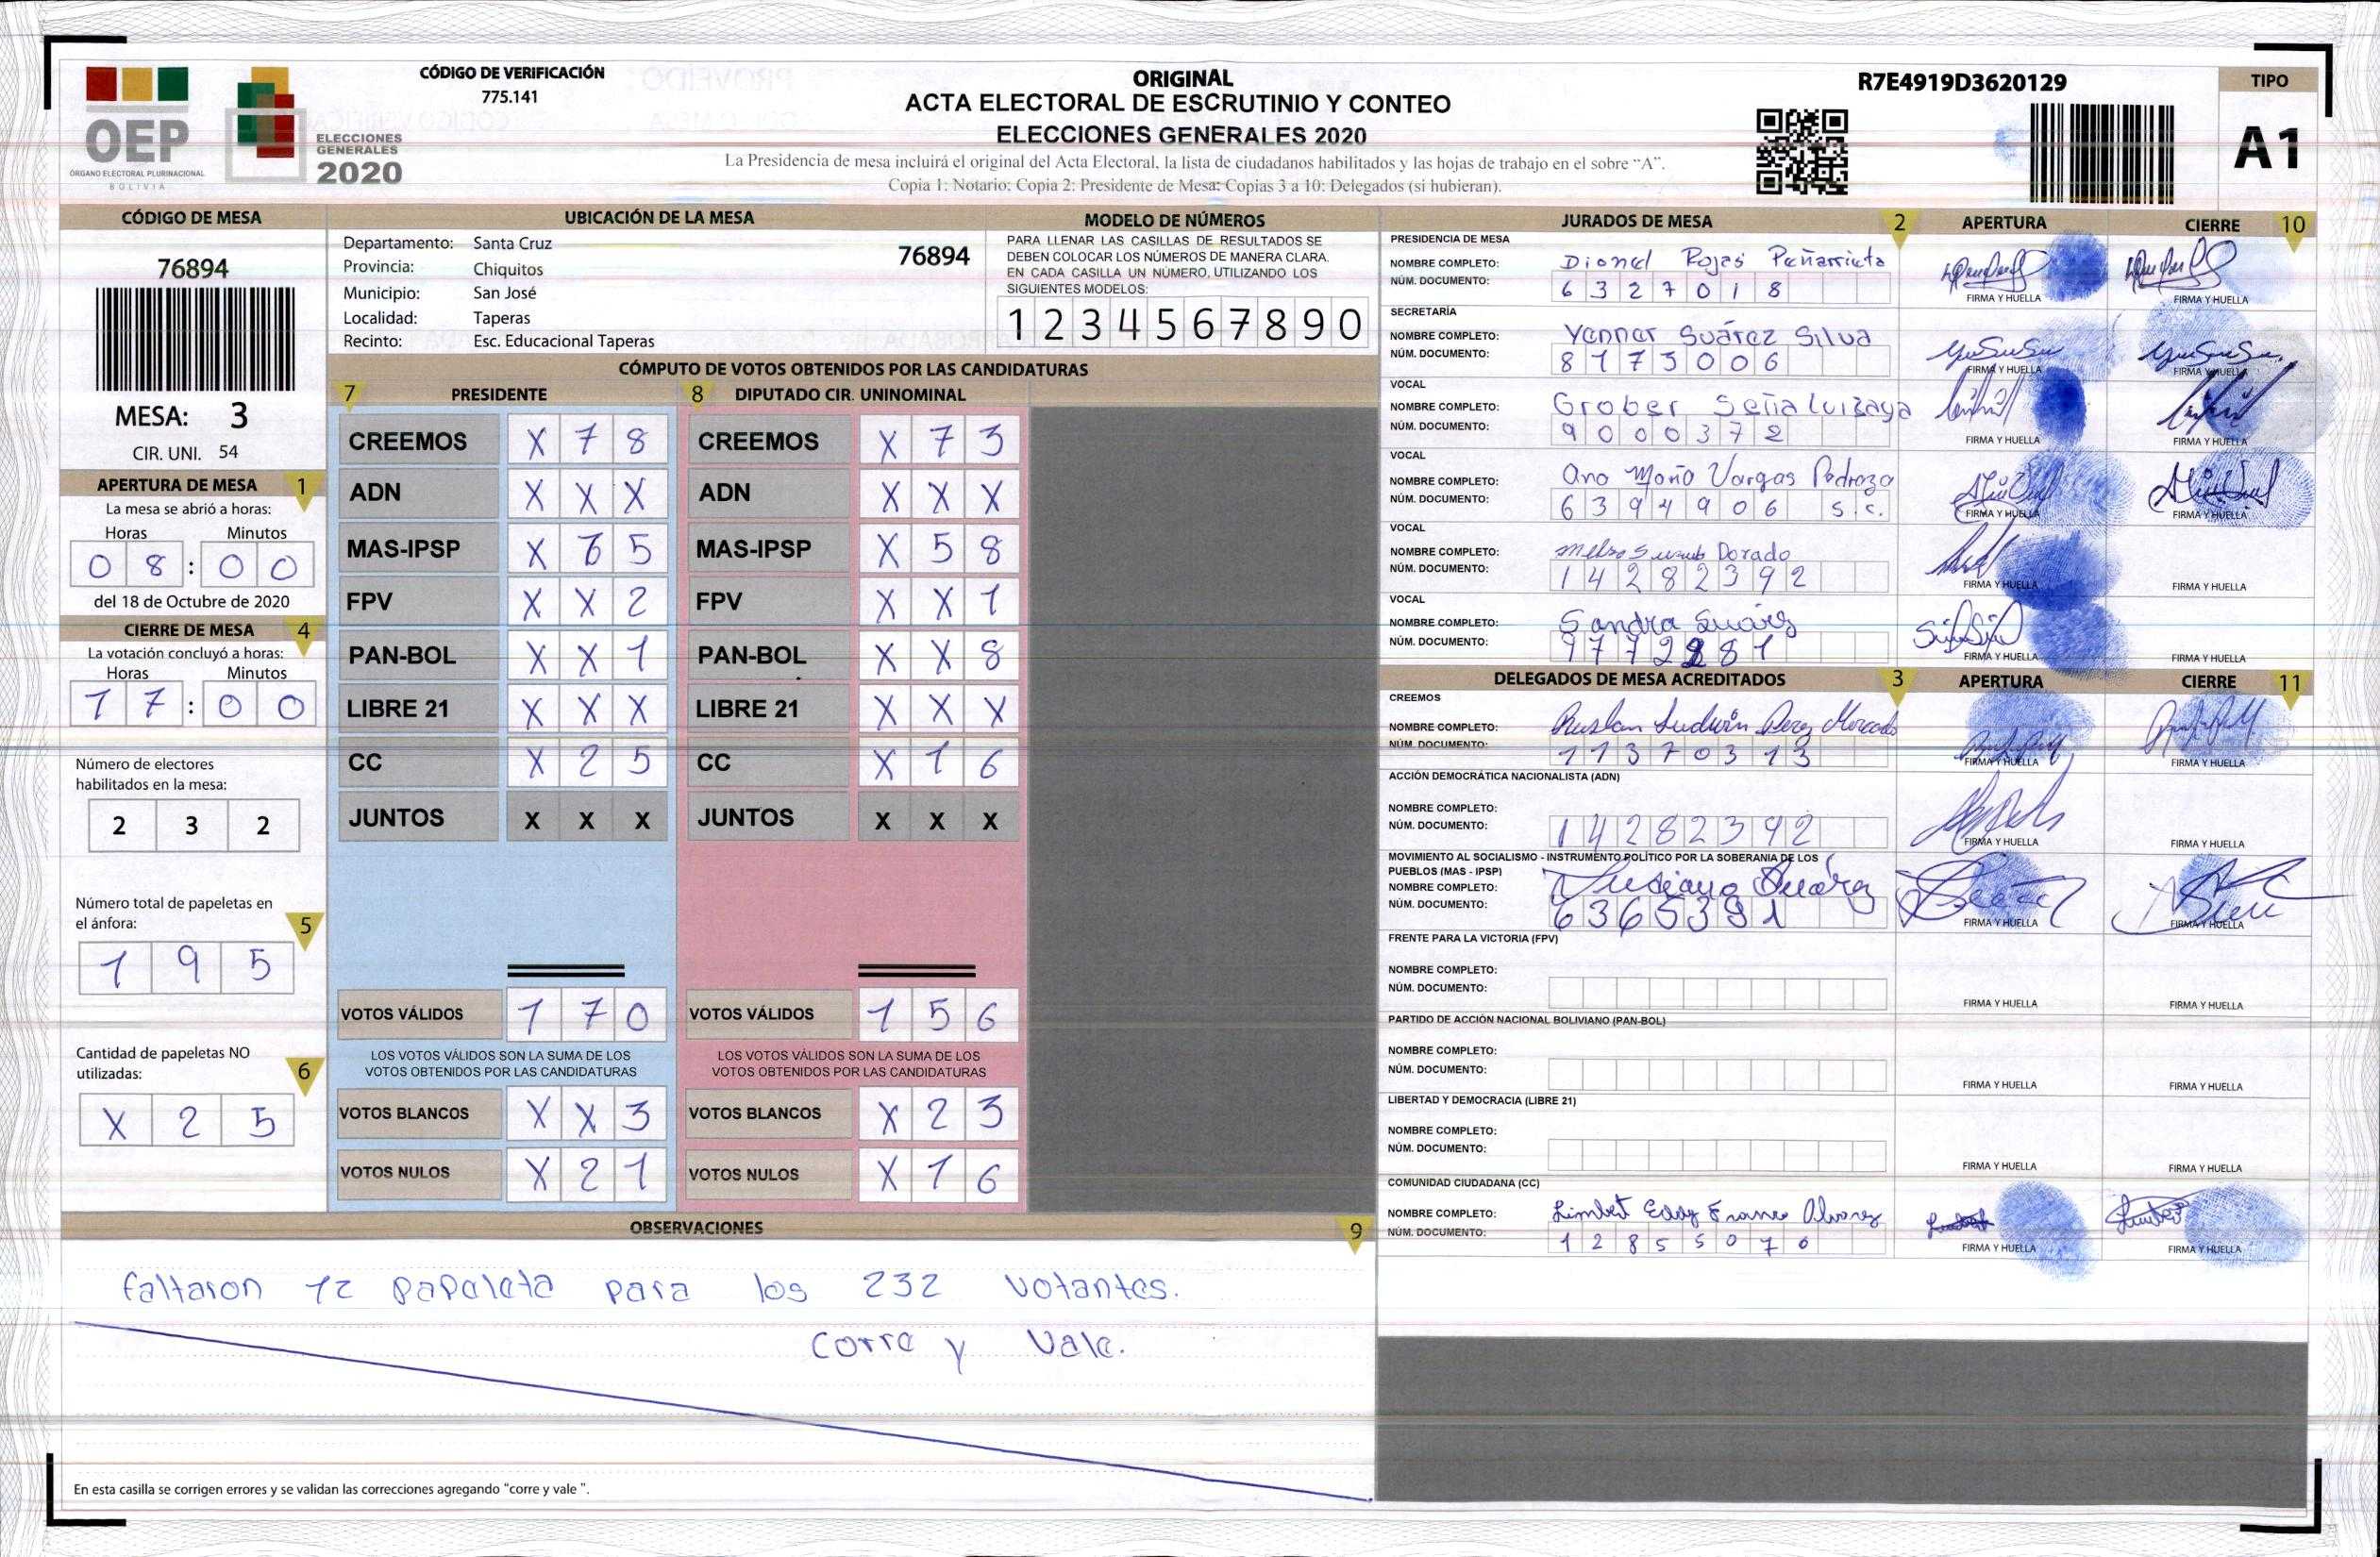 OEP
ÓRGANO ELECTORAL PLURINACIONAL
BOLIVIA
ELECCIONES
GENERALES
2020
CÓDIGO DE VERIFICACIÓN
775.141
ORIGINAL
ACTA ELECTORAL DE ESCRUTINIO Y CONTEO
ELECCIONES GENERALES 2020
La Presidencia de mesa incluirá el original del Acta Electoral, la lista de ciudadanos habilitados y las hojas de trabajo en el sobre “A”.
Copia 1: Notario; Copia 2: Presidente de Mesa; Copias 3 a 10: Delegados (si hubieran).
R7E4919D3620129
TIPO
A1
CÓDIGO DE MESA
76894
MESA: 3
CIR. UNI. 54
APERTURA DE MESA 1
La mesa se abrió a horas:
Horas Minutos
0 8 : 0 0
del 18 de Octubre de 2020
CIERRE DE MESA 4
La votación concluyó a horas:
Horas Minutos
1 7 : 0 0
Número de electores
habilitados en la mesa:
2 3 2
Número total de papeletas en
el ánfora: 5
1 9 5
Cantidad de papeletas NO
utilizadas: 6
X 2 5
UBICACIÓN DE LA MESA
Departamento: Santa Cruz 76894
Provincia: Chiquitos
Municipio: San José
Localidad: Taperas
Recinto: Esc. Educacional Taperas
MODELO DE NÚMEROS
PARA LLENAR LAS CASILLAS DE RESULTADOS SE
DEBEN COLOCAR LOS NÚMEROS DE MANERA CLARA.
EN CADA CASILLA UN NÚMERO, UTILIZANDO LOS
SIGUIENTES MODELOS:
1 2 3 4 5 6 7 8 9 0
CÓMPUTO DE VOTOS OBTENIDOS POR LAS CANDIDATURAS
7 PRESIDENTE 8 DIPUTADO CIR. UNINOMINAL
CREEMOS X 7 8 CREEMOS X 7 3
ADN X X X ADN X X X
MAS-IPSP X 5 MAS-IPSP X 5 8
FPV X X 2 FPV X X 1
PAN-BOL X X 1 PAN-BOL X X 8
LIBRE 21 X X X LIBRE 21 X X X
CC X 2 5 CC X 1 6
JUNTOS X X X JUNTOS X X X
VOTOS VÁLIDOS 1 7 0 VOTOS VÁLIDOS 1 5 6
LOS VOTOS VÁLIDOS SON LA SUMA DE LOS LOS VOTOS VÁLIDOS SON LA SUMA DE LOS
VOTOS OBTENIDOS POR LAS CANDIDATURAS VOTOS OBTENIDOS POR LAS CANDIDATURAS
VOTOS BLANCOS X X 3 VOTOS BLANCOS X 2 3
VOTOS NULOS X 2 1 VOTOS NULOS X 1 6
OBSERVACIONES 9
faltaron 12 papeleta para los 232 votantes.
Corre y Vale.
En esta casilla se corrigen errores y se validan las correcciones agregando "corre y vale ".
JURADOS DE MESA 2 APERTURA CIERRE 10
PRESIDENCIA DE MESA
NOMBRE COMPLETO: Dionel Rojas Peñarrieta
NÚM. DOCUMENTO: 6 3 2 7 0 1 8
FIRMA Y HUELLA FIRMA Y HUELLA
SECRETARÍA
NOMBRE COMPLETO: Yennar Suárez Silva
NÚM. DOCUMENTO: 8 1 7 3 0 0 6
FIRMA Y HUELLA FIRMA Y HUELLA
VOCAL
NOMBRE COMPLETO: Grober
NÚM. DOCUMENTO: 9 0 0 0 3 7 2
FIRMA Y HUELLA FIRMA Y HUELLA
VOCAL
NOMBRE COMPLETO: Ana Vargas Pedraza
NÚM. DOCUMENTO: 6 3 9 4 9 0 6 S.C.
FIRMA Y HUELLA FIRMA Y HUELLA
VOCAL
NOMBRE COMPLETO: Dorado
NÚM. DOCUMENTO: 1 4 2 8 2 3 9 2
FIRMA Y HUELLA FIRMA Y HUELLA
VOCAL
NOMBRE COMPLETO: Sandra Suárez
NÚM. DOCUMENTO:
FIRMA Y HUELLA FIRMA Y HUELLA
DELEGADOS DE MESA ACREDITADOS 3 APERTURA CIERRE 11
CREEMOS
NOMBRE COMPLETO: Ruslan Ludwin Perez Mercado
NÚM. DOCUMENTO: 1 1 3 7 0 3 1 3
FIRMA Y HUELLA FIRMA Y HUELLA
ACCIÓN DEMOCRÁTICA NACIONALISTA (ADN)
NOMBRE COMPLETO:
NÚM. DOCUMENTO: 1 4 2 8 2 3 9 2
FIRMA Y HUELLA FIRMA Y HUELLA
MOVIMIENTO AL SOCIALISMO - INSTRUMENTO POLÍTICO POR LA SOBERANIA DE LOS
PUEBLOS (MAS - IPSP)
NOMBRE COMPLETO: Suárez
NÚM. DOCUMENTO:
FIRMA Y HUELLA FIRMA Y HUELLA
FRENTE PARA LA VICTORIA (FPV)
NOMBRE COMPLETO:
NÚM. DOCUMENTO:
FIRMA Y HUELLA FIRMA Y HUELLA
PARTIDO DE ACCIÓN NACIONAL BOLIVIANO (PAN-BOL)
NOMBRE COMPLETO:
NÚM. DOCUMENTO:
FIRMA Y HUELLA FIRMA Y HUELLA
LIBERTAD Y DEMOCRACIA (LIBRE 21)
NOMBRE COMPLETO:
NÚM. DOCUMENTO:
FIRMA Y HUELLA FIRMA Y HUELLA
COMUNIDAD CIUDADANA (CC)
NOMBRE COMPLETO: Limbert Eddy Franco Alvarez
NÚM. DOCUMENTO: 1 2 8 5 5 0 7 6
FIRMA Y HUELLA FIRMA Y HUELLA